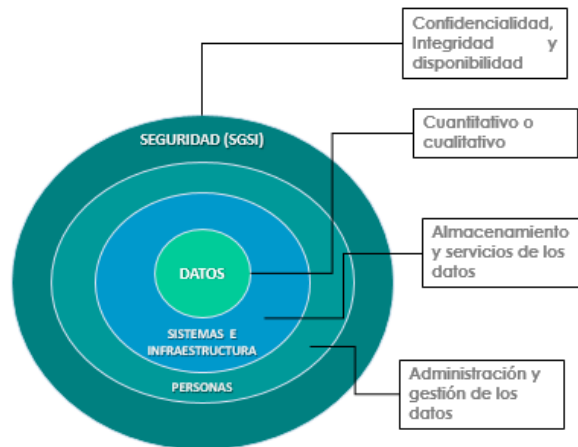 Confidencialidad,
Integridad y
disponibilidad
SEGURIDAD (SGSI)
Cuantitativo o
cualitativo
Almacenamiento
y servicios de los
datos
DATOS
SISTEMAS E
INFRAESTRUCTURA
PERSONAS
Administración y
gestión de los
datos